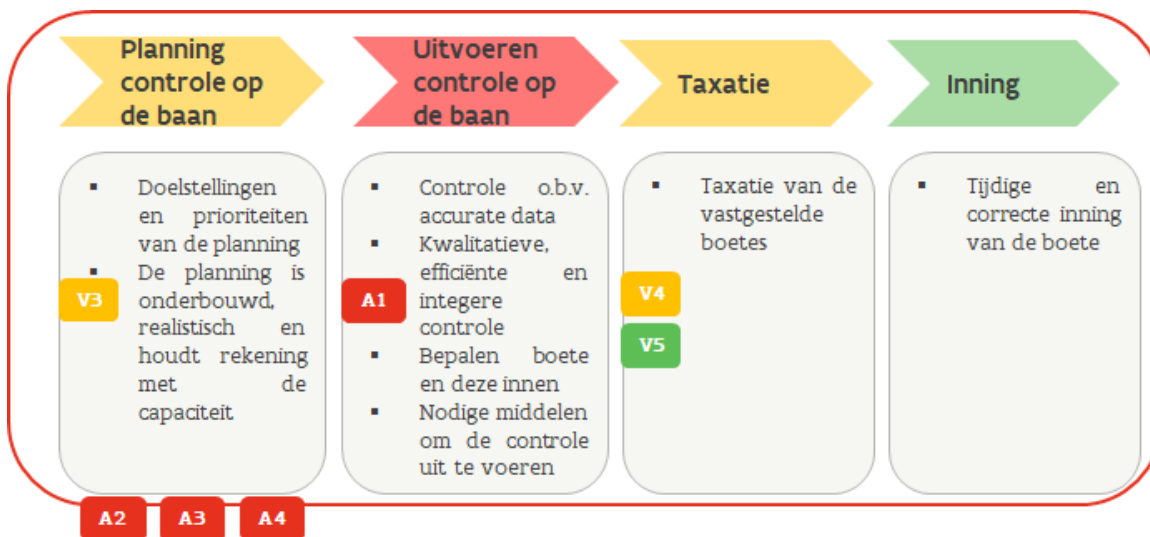 Planning
controle op
de baan
Uitvoeren
controle op
de baan
Taxatie
Inning
▪ Doelstellingen
en prioriteiten
van de planning
▪ De planning is
onderbouwd,
realistisch en
houdt rekening
met de
capaciteit
V3
▪ Controle o.b.v.
accurate data
▪ Kwalitatieve,
efficiënte en
integere
controle
▪ Bepalen boete
en deze innen
▪ Nodige middelen
om de controle
uit te voeren
A1
▪ Taxatie van de
vastgestelde
boetes
V4
V5
▪ Tijdige en
correcte inning
van de boete
A2 A3 A4